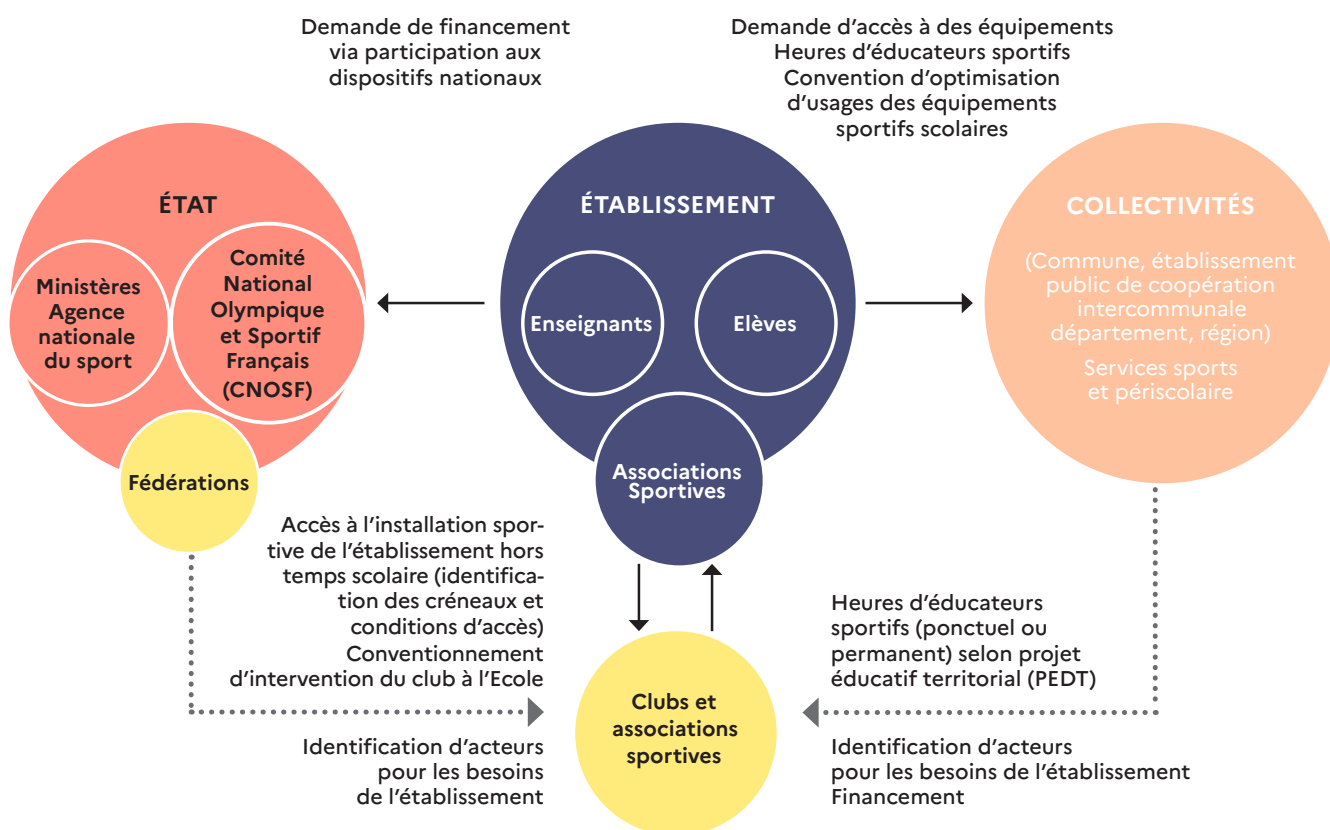 Demande de financement
via participation aux
dispositifs nationaux
Demande d'accès à des équipements
Heures d'éducateurs sportifs
Convention d'optimisation
d'usages des équipements
sportifs scolaires
ÉTAT
Ministères
Agence
nationale
du sport
Comité
National
Olympique
et Sportif
Français
(CNOSF)
Fédérations
ÉTABLISSEMENT
Enseignants
Elèves
Associations
Sportives
COLLECTIVITÉS
(Commune, établissement
public de coopération
intercommunale
département, région)
Services sports
et périscolaire
Accès à l'installation spor-
tive de l'établissement hors
temps scolaire (identifica-
tion des créneaux et
conditions d'accès)
Conventionnement
d'intervention du club à l'Ecole
Identification d'acteurs
pour les besoins
de l'établissement
Clubs et
associations
sportives
Heures d'éducateurs
sportifs (ponctuel ou
permanent) selon projet
éducatif territorial (PEDT)
Identification d'acteurs
pour les besoins de l'établissement
Financement